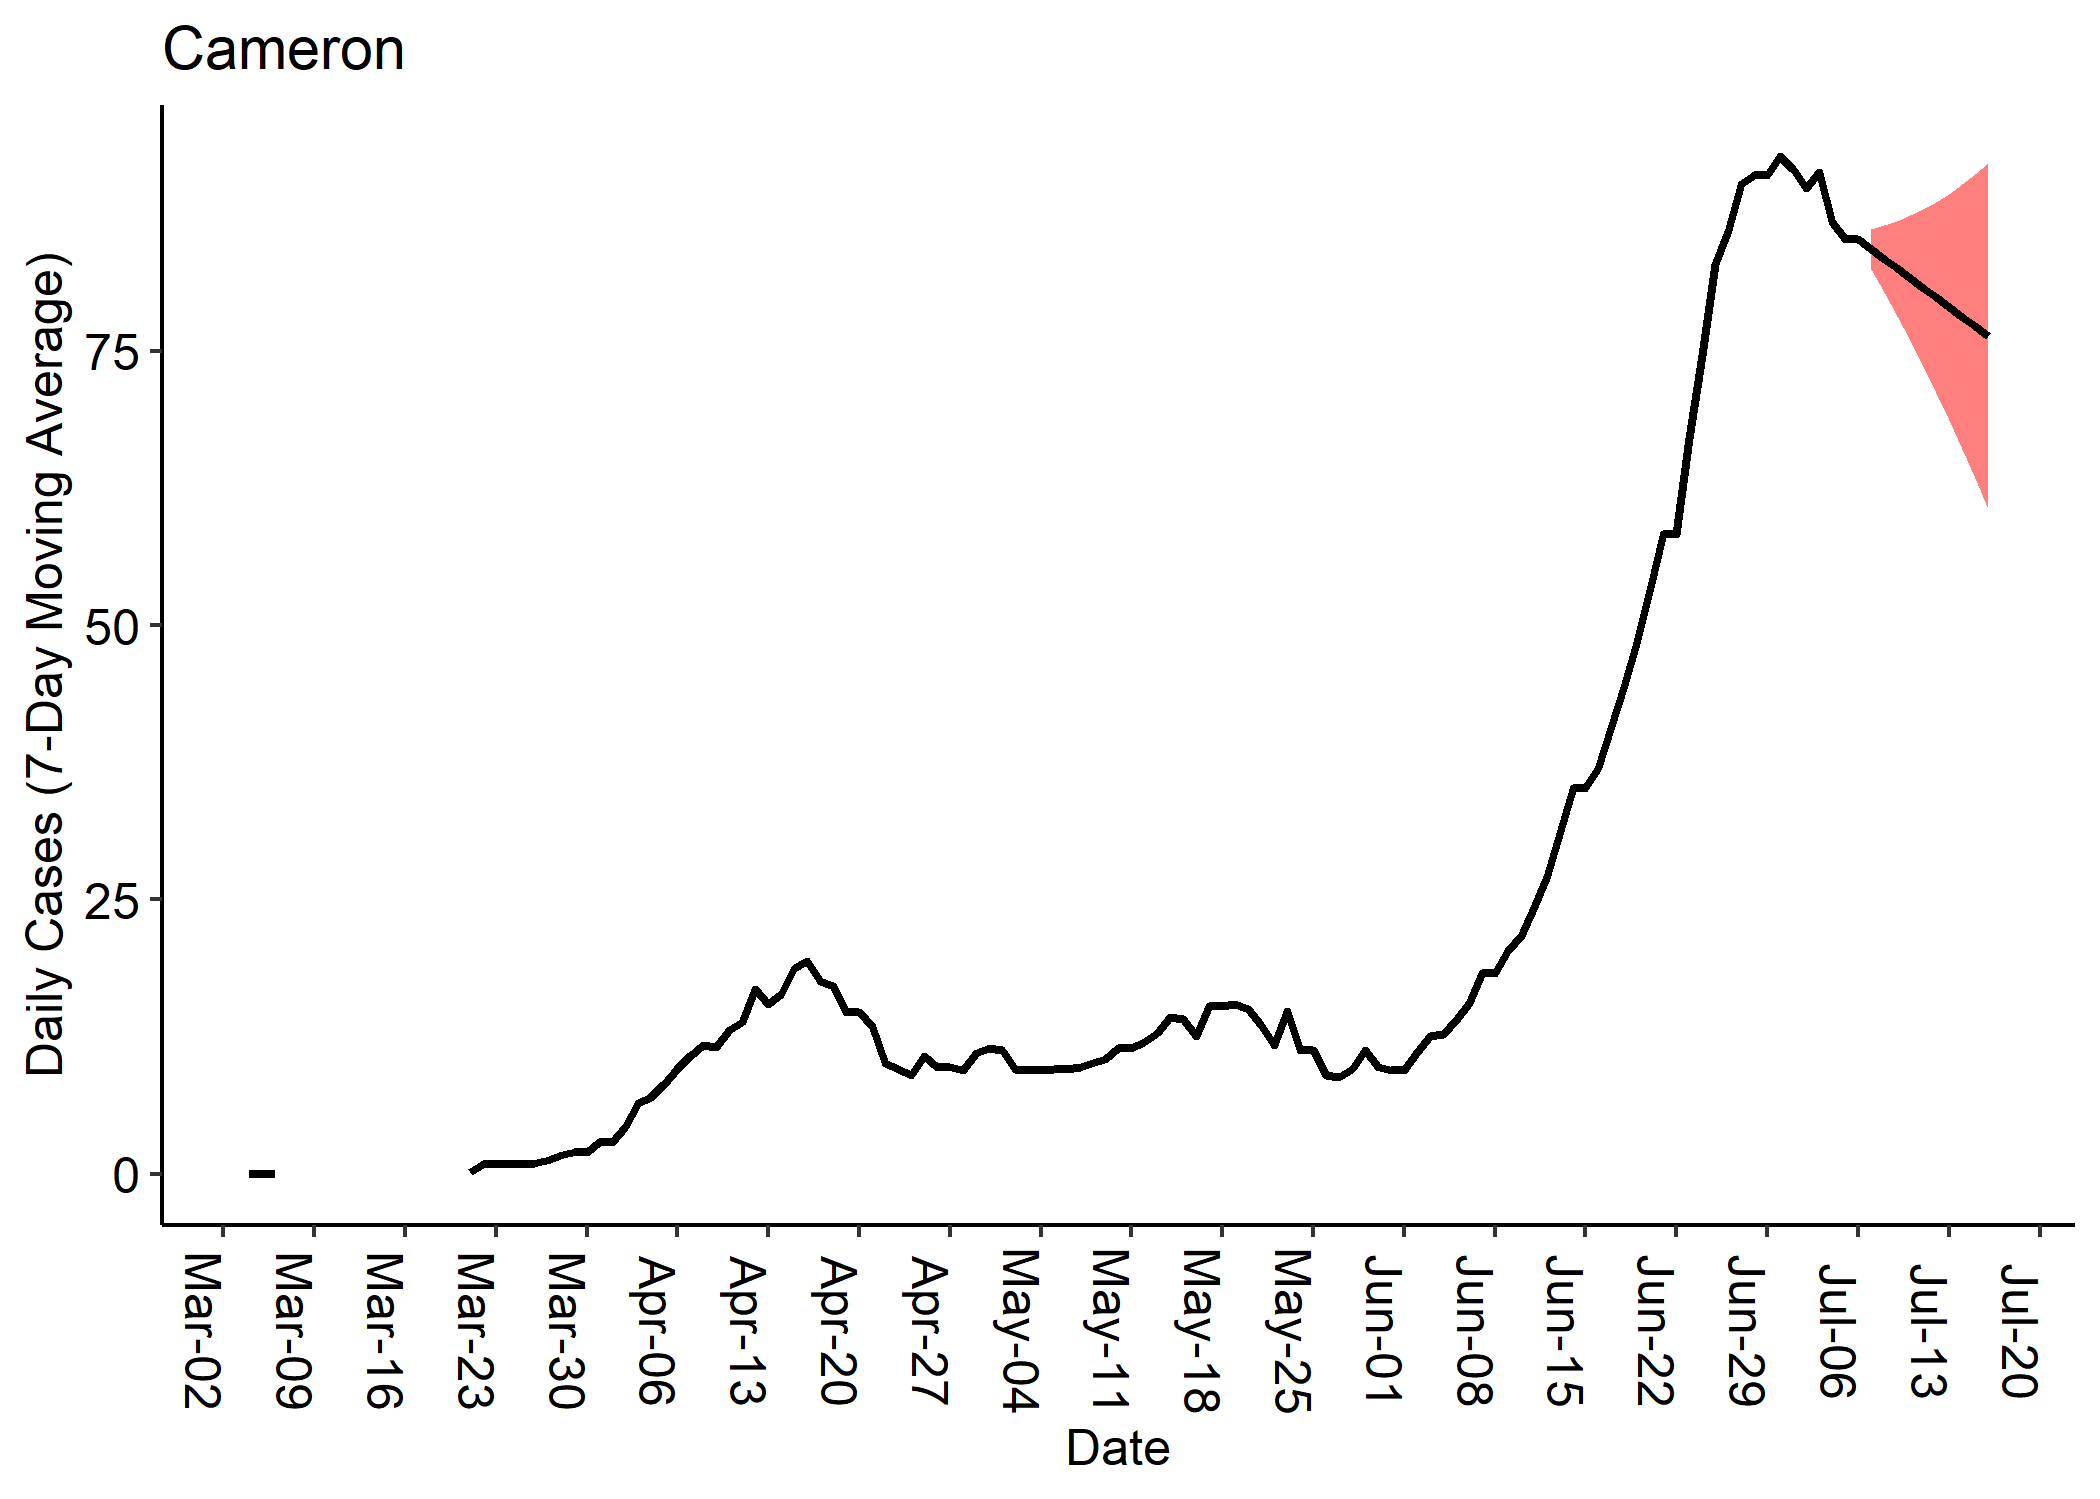 Cameron
Daily Cases (7-Day Moving Average)
75
50
25
0
Mar-02
Mar-09
Mar-16
Mar-23
Mar-30
Apr-06
Apr-13
Apr-20
Apr-27
May-04
May-11
May-18
May-25
Jun-01
Jun-08
Jun-15
Jun-22
Jun-29
Jul-06
Jul-13
Jul-20
Date